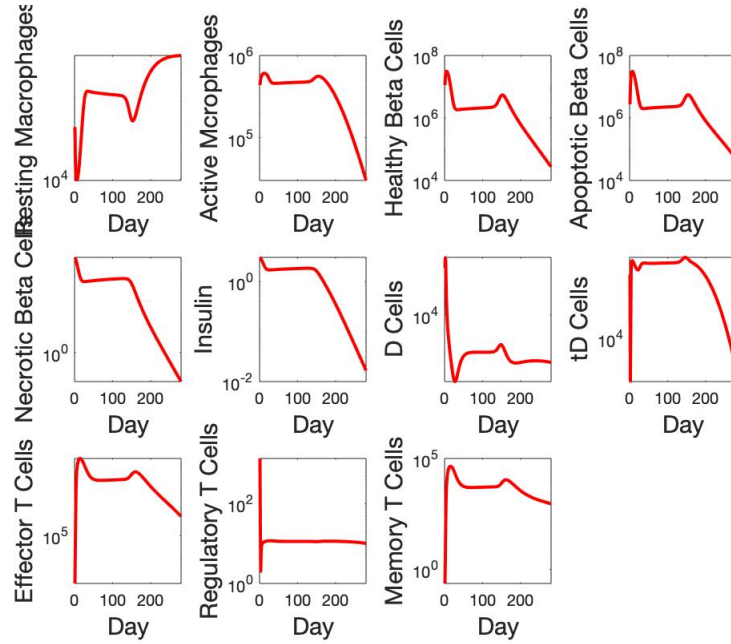 Resting Macrophages
10^4
0 100 200
Day
Active Mcrophages
10^6
10^5
0 100 200
Day
Healthy Beta Cells
10^8
10^6
10^4
0 100 200
Day
Apoptotic Beta Cells
10^8
10^6
10^4
0 100 200
Day
Necrotic Beta Cells
10^0
0 100 200
Day
Insulin
10^0
10^-2
0 100 200
Day
D Cells
10^4
0 100 200
Day
tD Cells
10^4
0 100 200
Day
Effector T Cells
10^5
0 100 200
Day
Regulatory T Cells
10^2
10^0
0 100 200
Day
Memory T Cells
10^5
10^0
0 100 200
Day